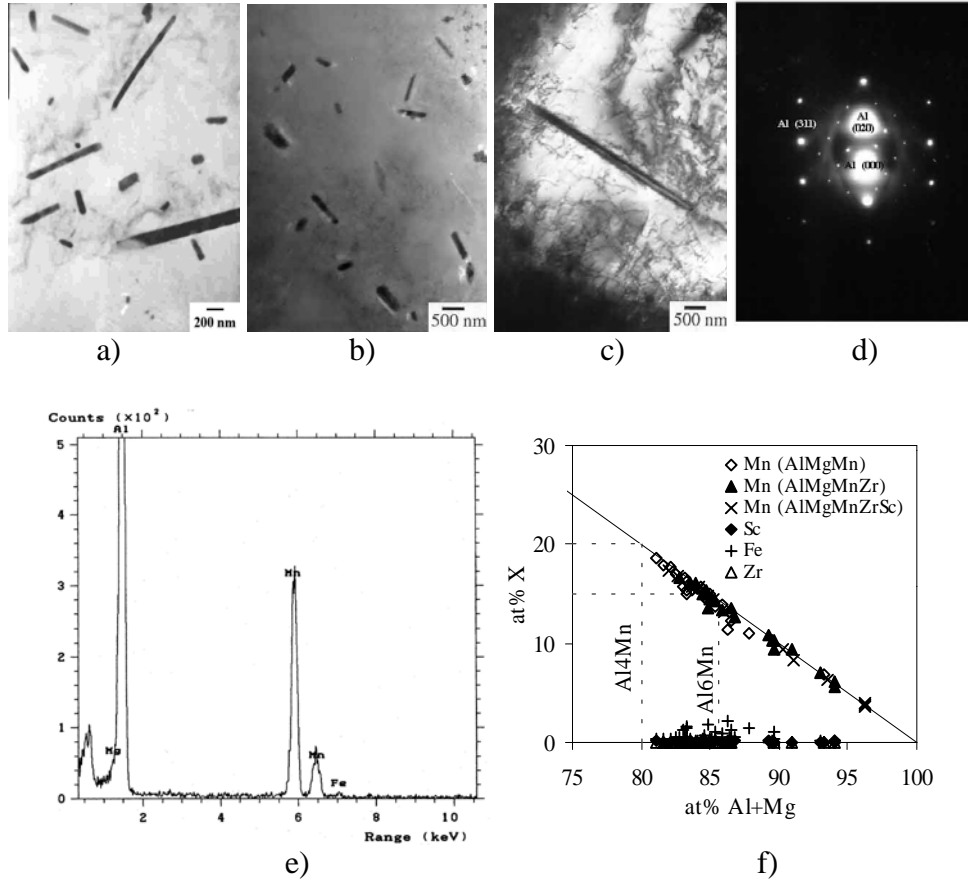 200 nm
500 nm
500 nm
Al (311)
Al
(020)
Al (000)
a)
b)
c)
d)
Counts (×10²)
Al
5
4
3
2
1
0
Mn
Mg
Mn
Fe
2
4
6
8
10
Range (keV)
e)
30
20
10
0
at% X
Mn (AlMgMn)
Mn (AlMgMnZr)
Mn (AlMgMnZrSc)
Sc
Fe
Zr
Al4Mn
Al6Mn
75
80
85
90
95
100
at% Al+Mg
f)